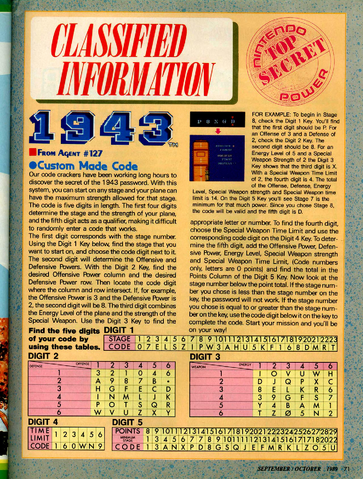 CLASSIFIED
INFORMATION
NINTENDO
TOP
SECRET
POWER
1943
FROM AGENT #127
Custom Made Code
Our code crackers have been working long hours to
discover the secret of the 1943 password. With this
system, you can start on any stage and your plane can
have the maximum strength allowed for that stage.
The code is five digits in length. The first four digits
determine the stage and the strength of your plane,
and the fifth digit acts as a qualifier, making it difficult
to randomly enter a code that works.
The first digit corresponds with the stage number.
Using the Digit 1 Key below, find the stage that you
want to start on, and choose the code digit next to it.
The second digit will determine the Offensive and
Defensive Powers. With the Digit 2 Key, find the
desired Offensive Power column and the desired
Defensive Power row. Then locate the code digit
where the column and row intersect. If, for example,
the Offensive Power is 3 and the Defensive Power is
2, the second digit will be 8. The third digit combines
the Energy Level of the plane and the strength of the
Special Weapon. Use the Digit 3 Key to find the
FOR EXAMPLE: To begin in Stage
8, check the Digit 1 Key. You'll find
that the first digit should be P. For
an Offense of 3 and a Defense of
2, check the Digit 2 Key. The
second digit should be 8. For an
Energy Level of 5 and a Special
Weapon Strength of 2 the Digit 3
Key shows that the third digit is X.
With a Special Weapon Time Limit
of 2, the fourth digit is 4. The total
of the Offense, Defense, Energy
Level, Special Weapon strength and Special Weapon time
limit is 14. On the Digit 5 Key you'll see Stage 7 is the
minimum for that much power. Since you chose Stage 8,
the code will be valid and the fifth digit is D.
appropriate letter or number. To find the fourth digit,
choose the Special Weapon Time Limit and use the
corresponding code digit on the Digit 4 Key. To deter-
mine the fifth digit, add the Offensive Power, Defen-
sive Power, Energy Level, Special Weapon strength
and Special Weapon Time Limit, (Code numbers
only, letters are 0 points) and find the total in the
Points Column of the Digit 5 Key. Now look at the
stage number below the point total. If the stage num-
ber you chose is less than the stage number on the
key, the password will not work. If the stage number
you chose is equal to or greater than the stage num-
ber on the key, use the code digit below it on the key to
complete the code. Start your mission and you'll be
on your way!
Find the five digits
of your code by
using these tables.
DIGIT 1
STAGE 1 2 3 4 5 6 7 8 9 10 11 12 13 14 15 16 17 18 19 20 21 22 23
DIGIT 2
DIGIT 3
DIGIT 4
TIME
LIMIT 1 2 3 4 5 6
CODE 1 6 0 W N 9
DIGIT 5
POINTS
SEPTEMBER / OCTOBER 1989 71